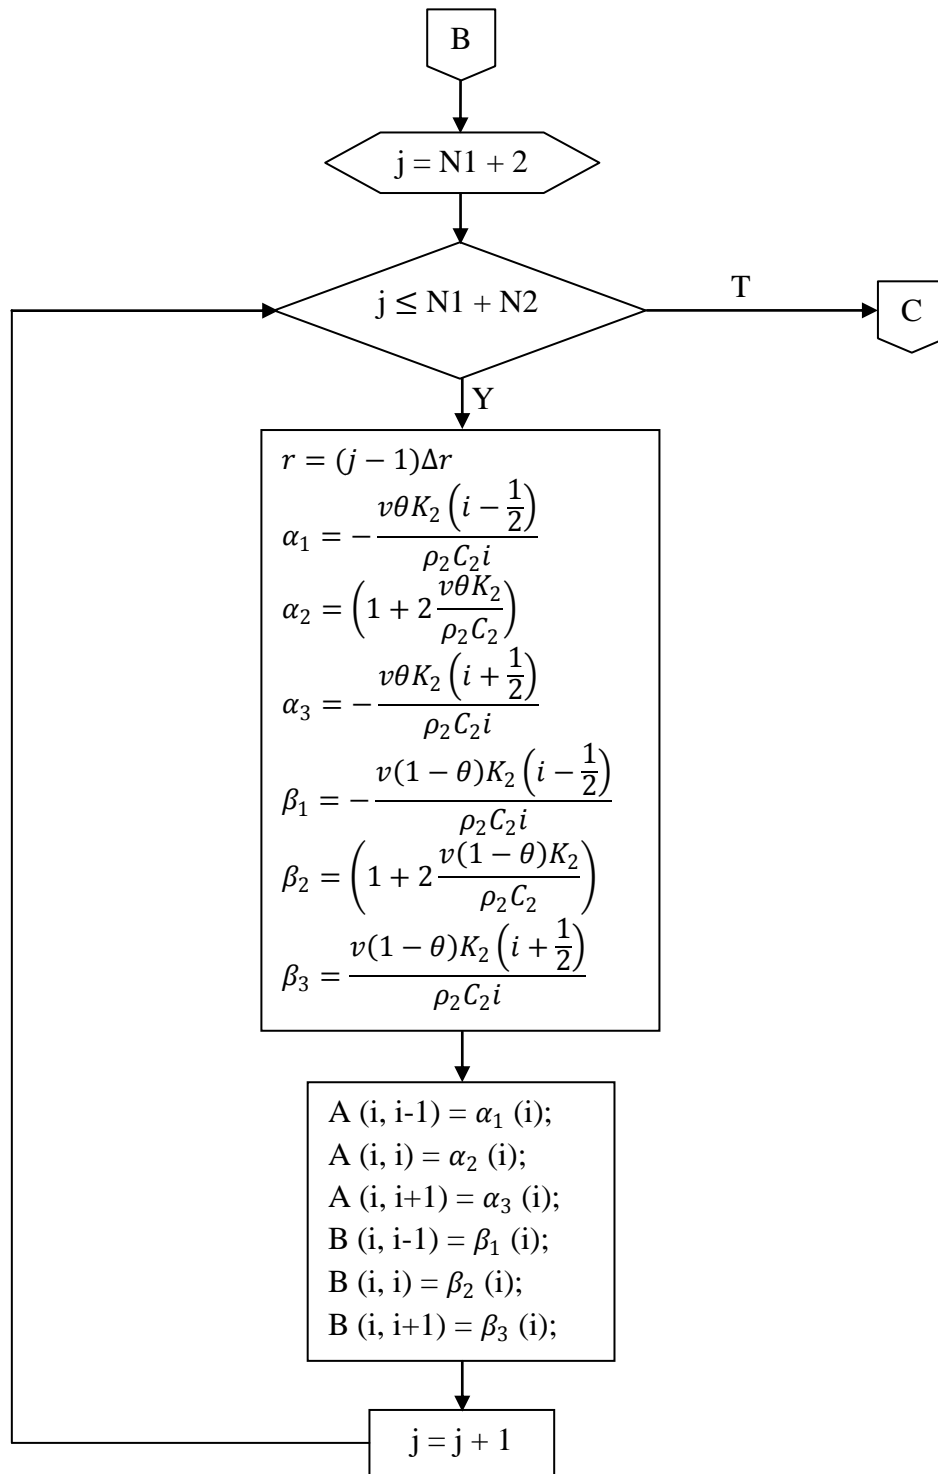 B
j = N1 + 2
j ≤ N1 + N2
T
C
Y
r = (j − 1)Δr
α₁ = − vθK₂ (i − 1/2) / ρ₂C₂i
α₂ = (1 + 2 vθK₂ / ρ₂C₂)
α₃ = − vθK₂ (i + 1/2) / ρ₂C₂i
β₁ = − v(1 − θ)K₂ (i − 1/2) / ρ₂C₂i
β₂ = (1 + 2 v(1 − θ)K₂ / ρ₂C₂)
β₃ = v(1 − θ)K₂ (i + 1/2) / ρ₂C₂i
A (i, i-1) = α₁ (i);
A (i, i) = α₂ (i);
A (i, i+1) = α₃ (i);
B (i, i-1) = β₁ (i);
B (i, i) = β₂ (i);
B (i, i+1) = β₃ (i);
j = j + 1